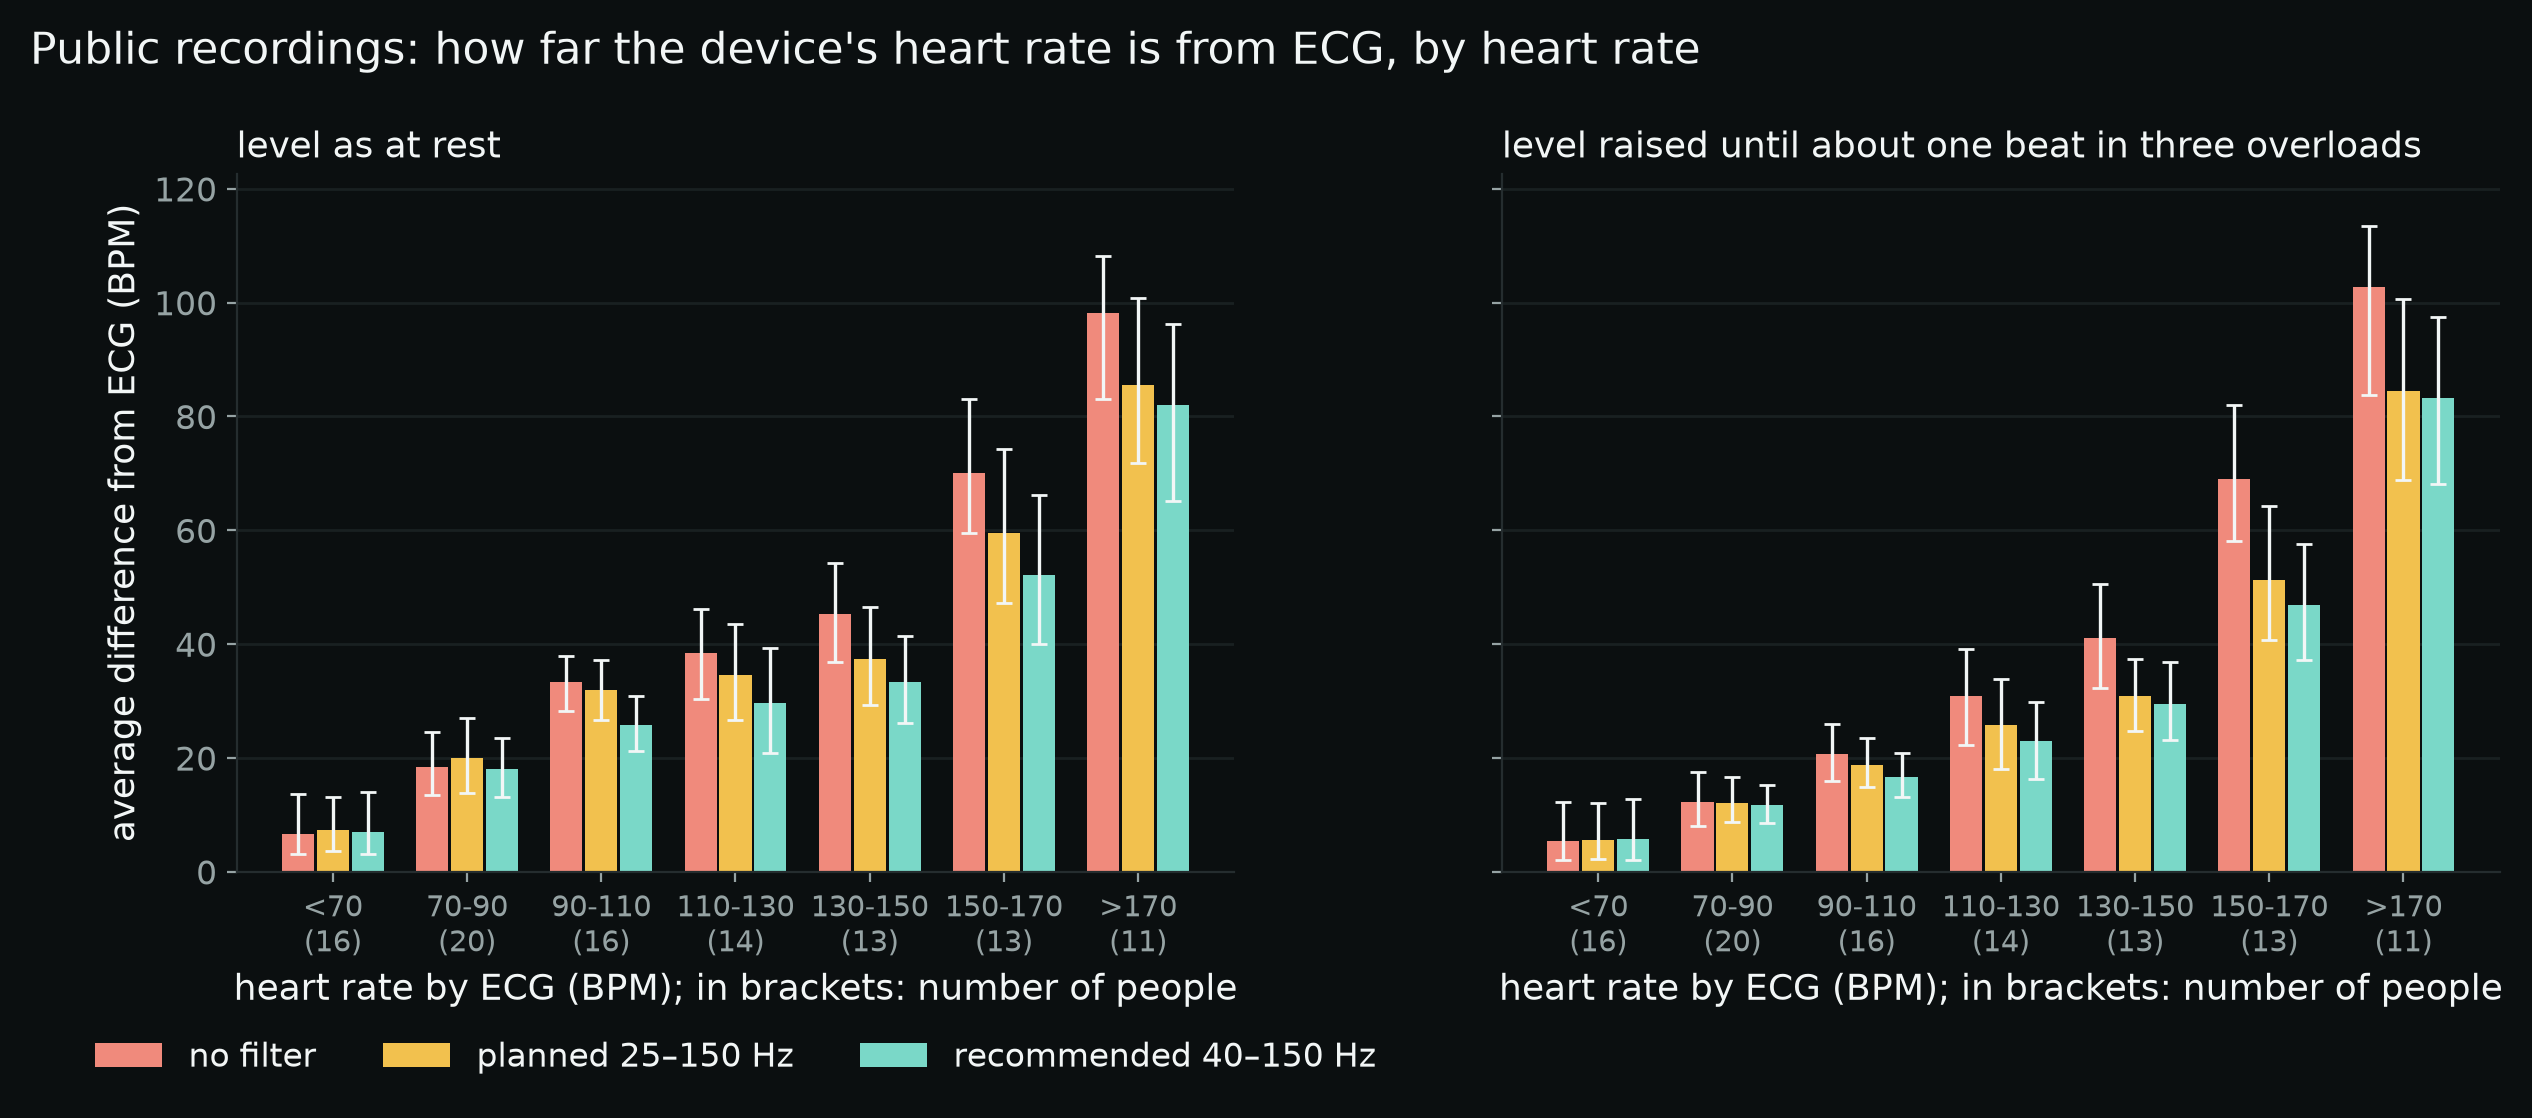 Public recordings: how far the device's heart rate is from ECG, by heart rate
level as at rest
average difference from ECG (BPM)
120
100
80
60
40
20
0
<70 70-90 90-110 110-130 130-150 150-170 >170
(16) (20) (16) (14) (13) (13) (11)
heart rate by ECG (BPM); in brackets: number of people
level raised until about one beat in three overloads
<70 70-90 90-110 110-130 130-150 150-170 >170
(16) (20) (16) (14) (13) (13) (11)
heart rate by ECG (BPM); in brackets: number of people
no filter planned 25–150 Hz recommended 40–150 Hz